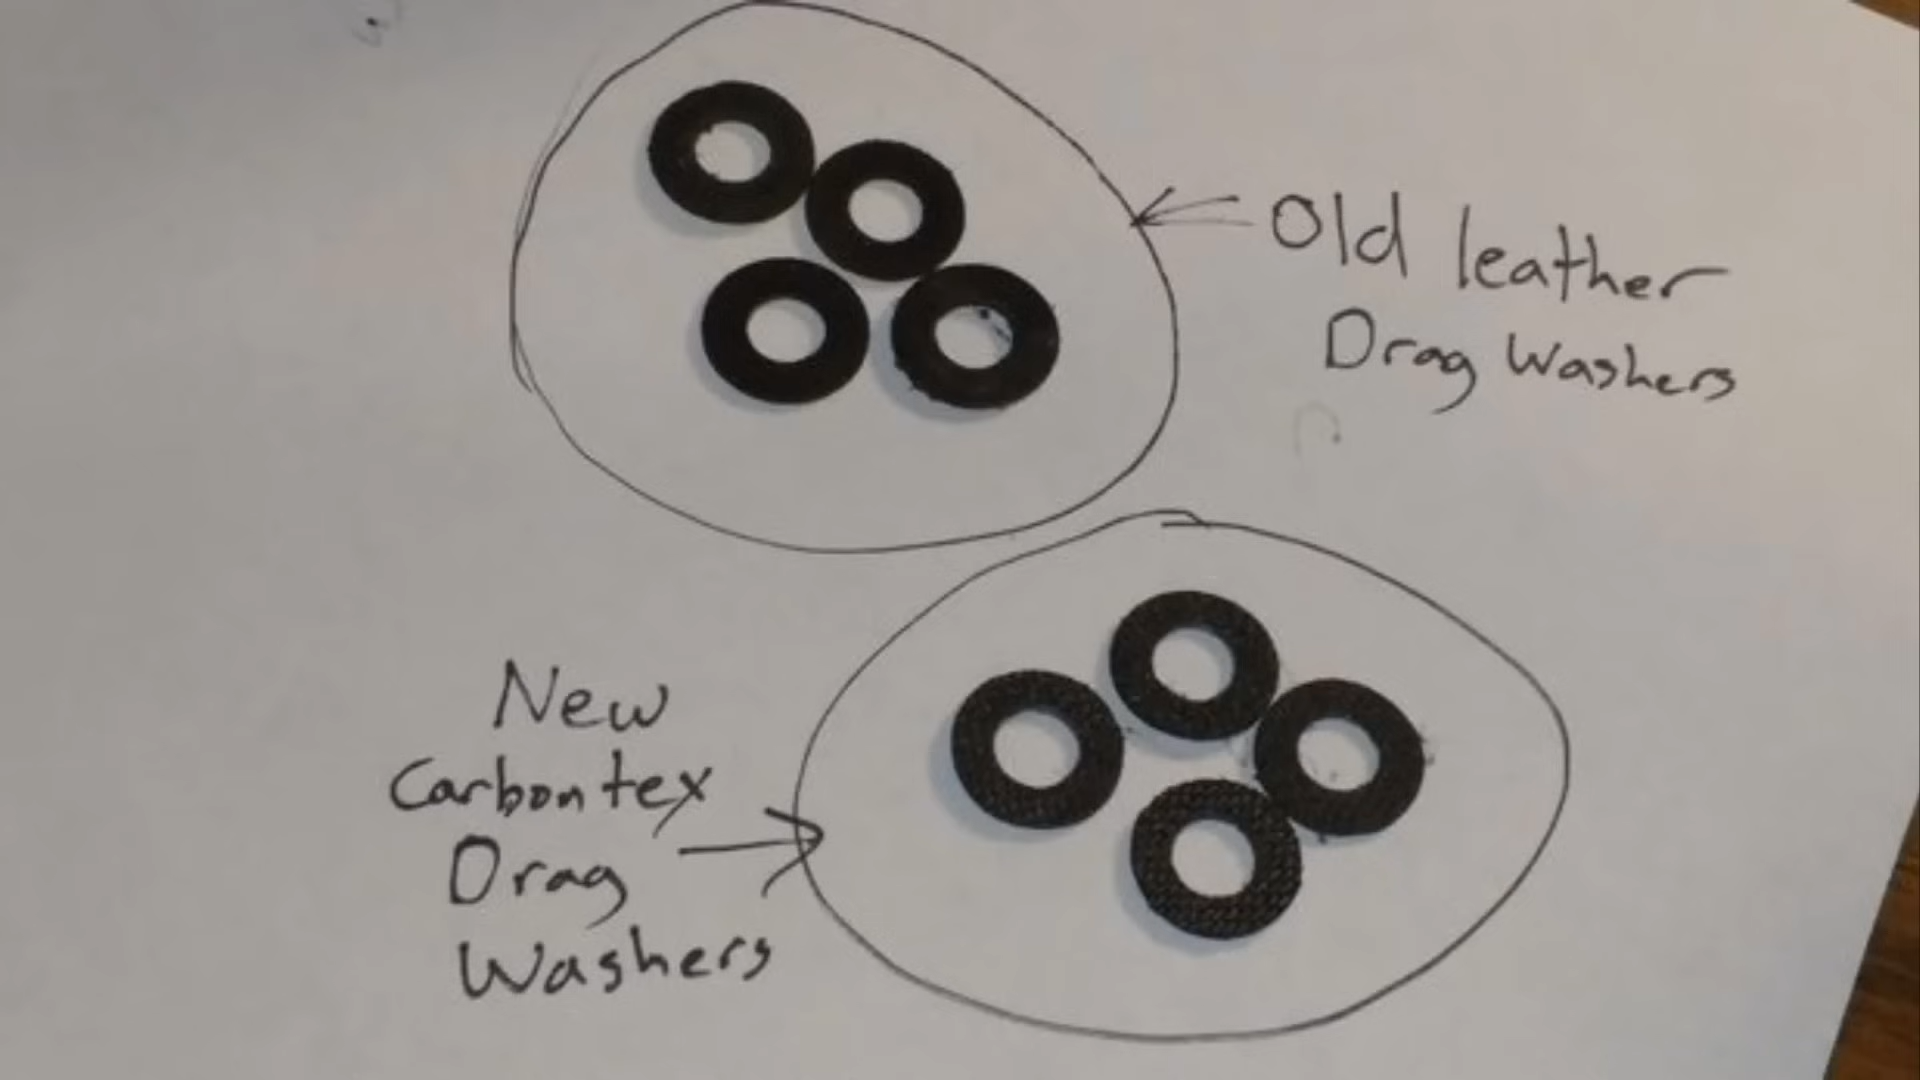 Old leather
Drag Washers
New
Carbontex
Drag
Washers